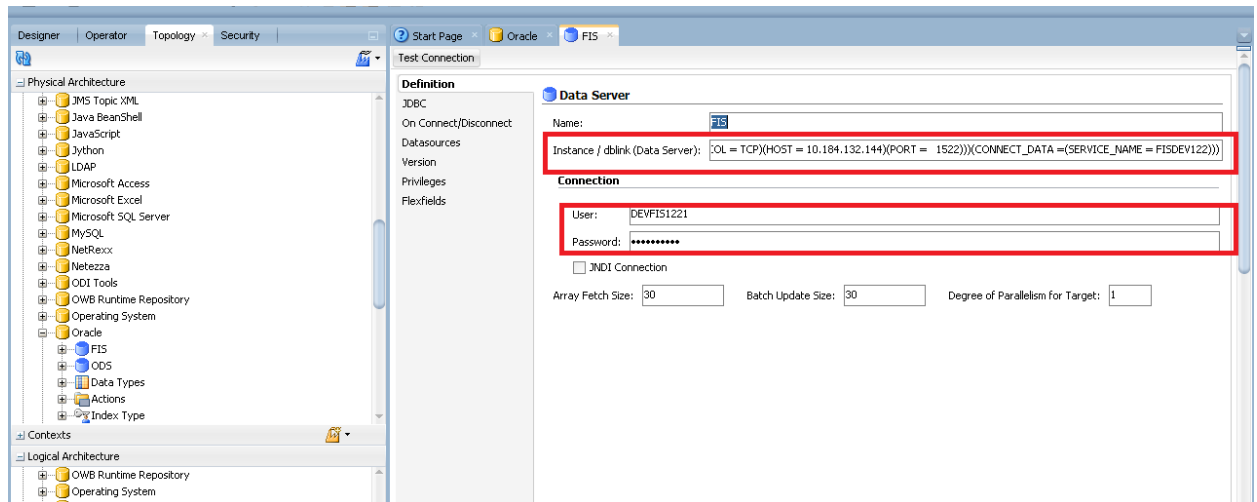 Designer Operator Topology Security
Physical Architecture
JMS Topic XML
Java BeanShell
JavaScript
Jython
LDAP
Microsoft Access
Microsoft Excel
Microsoft SQL Server
MySQL
NetRexx
Netezza
ODI Tools
OWB Runtime Repository
Operating System
Oracle
FIS
ODS
Data Types
Actions
Index Type
Contexts
Logical Architecture
OWB Runtime Repository
Operating System
Start Page Oracle FIS
Test Connection
Definition
JDBC
On Connect/Disconnect
Datasources
Version
Privileges
Flexfields
Data Server
Name: FIS
Instance / dblink (Data Server): :OL = TCP)(HOST = 10.184.132.144)(PORT = 1522)))(CONNECT_DATA =(SERVICE_NAME = FISDEV122)))
Connection
User: DEVFIS1221
Password: ••••••••••
JNDI Connection
Array Fetch Size: 30 Batch Update Size: 30 Degree of Parallelism for Target: 1